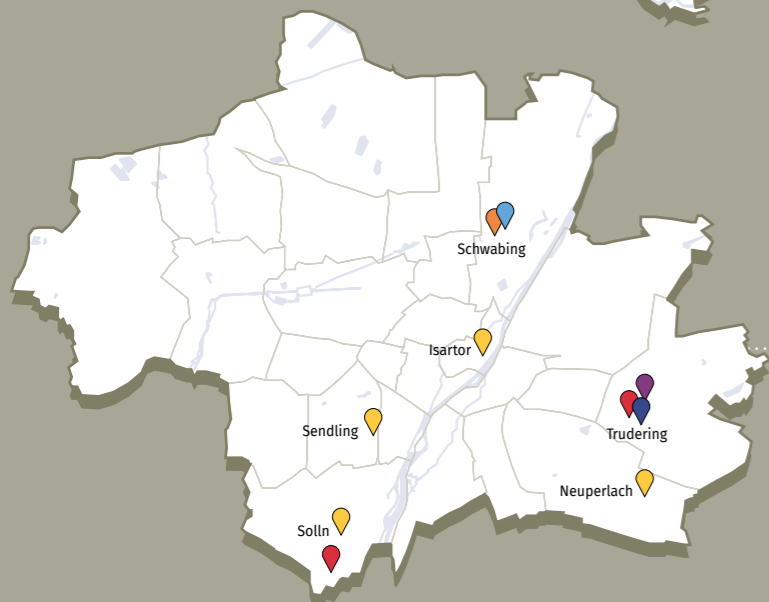 Schwabing
Isartor
Sendling
Trudering
Neuperlach
Solln